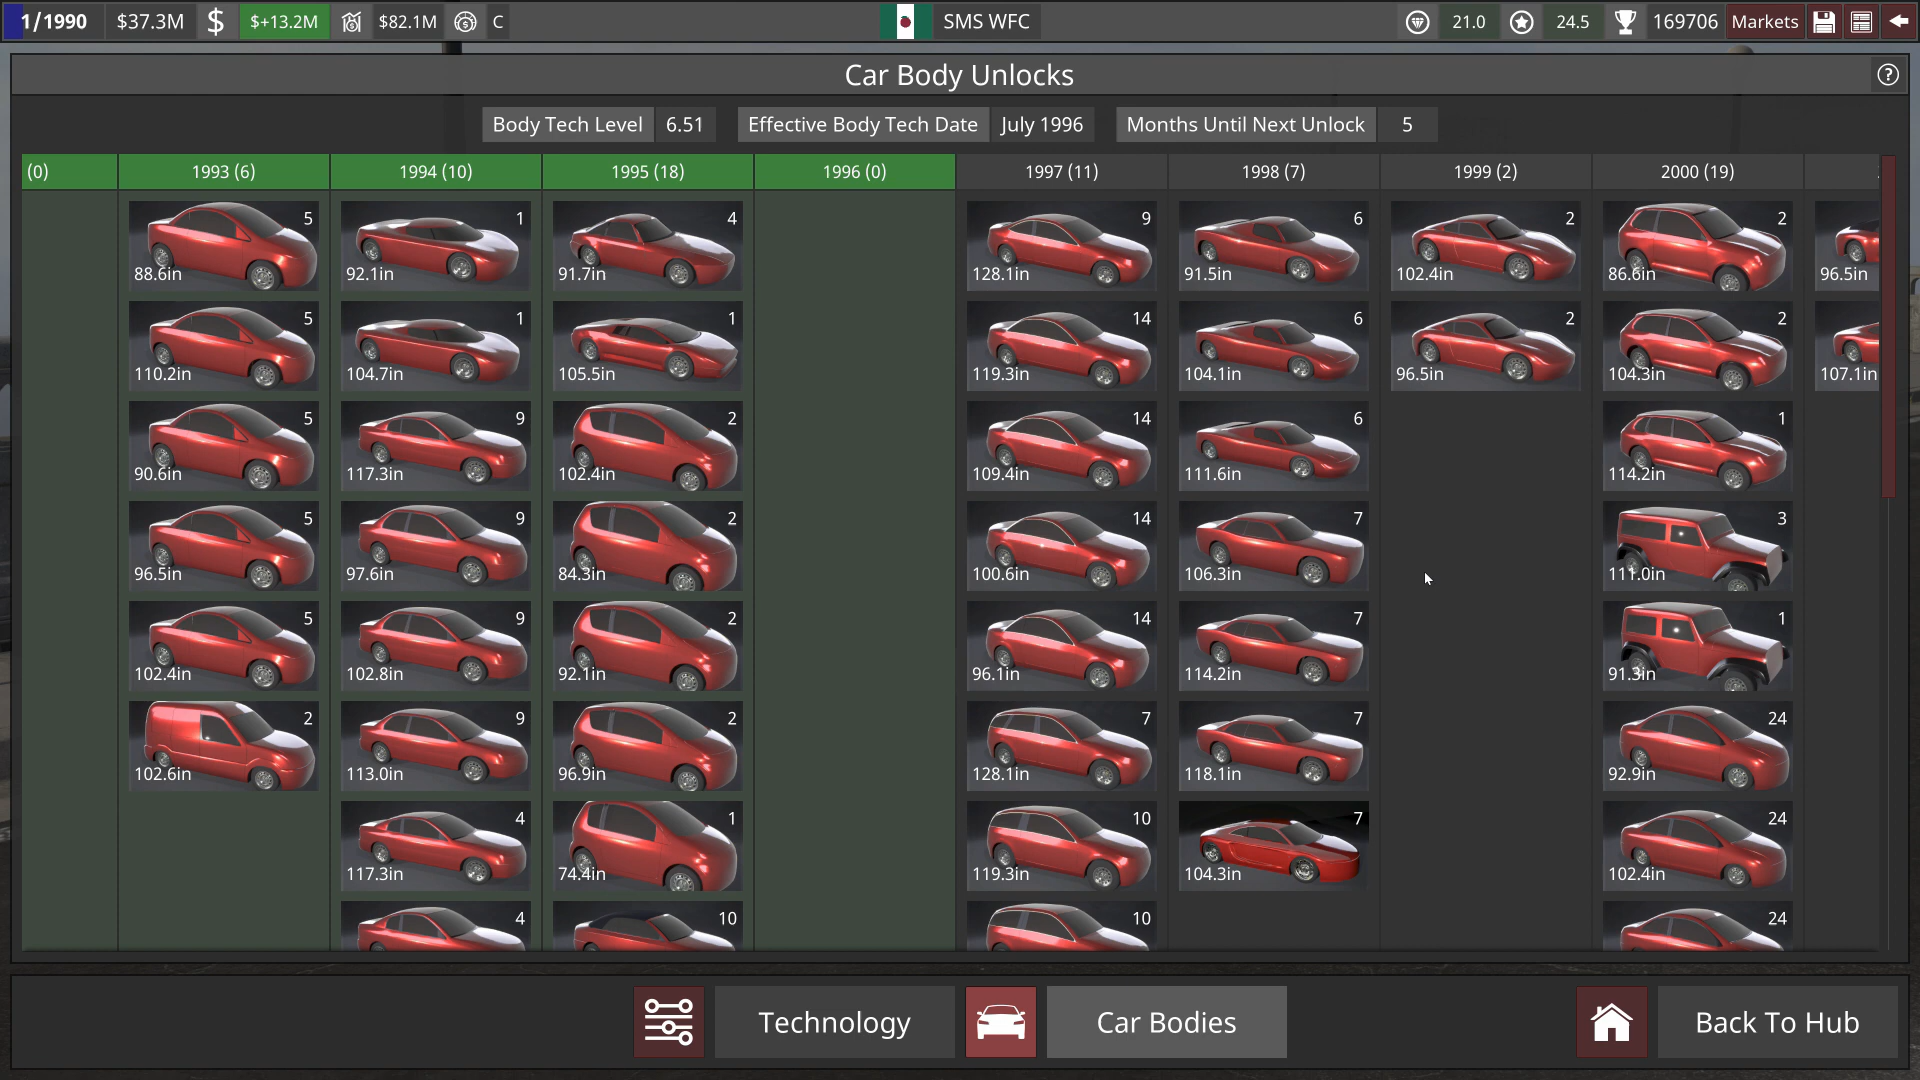 1/1990 $37.3M $ $+13.2M $82.1M C SMS WFC 21.0 24.5 169706 Markets
Car Body Unlocks ?
Body Tech Level 6.51 Effective Body Tech Date July 1996 Months Until Next Unlock 5
(0) 1993 (6) 1994 (10) 1995 (18) 1996 (0) 1997 (11) 1998 (7) 1999 (2) 2000 (19)
5 1 4 9 6 2 2
88.6in 92.1in 91.7in 128.1in 91.5in 102.4in 86.6in 96.5in
5 1 1 14 6 2 2
110.2in 104.7in 105.5in 119.3in 104.1in 96.5in 104.3in 107.1in
5 9 2 14 6 1
90.6in 117.3in 102.4in 109.4in 111.6in 114.2in
5 9 2 14 7 3
96.5in 97.6in 84.3in 100.6in 106.3in 111.0in
5 9 2 14 7 1
102.4in 102.8in 92.1in 96.1in 114.2in 91.3in
2 9 2 7 7 24
102.6in 113.0in 96.9in 128.1in 118.1in 92.9in
4 1 10 7 24
117.3in 74.4in 119.3in 104.3in 102.4in
4 10 10 24
Technology Car Bodies Back To Hub